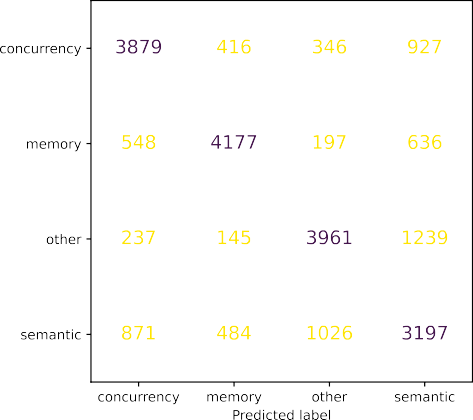 concurrency 3879 416 346 927
memory 548 4177 197 636
other 237 145 3961 1239
semantic 871 484 1026 3197
concurrency memory other semantic
Predicted label